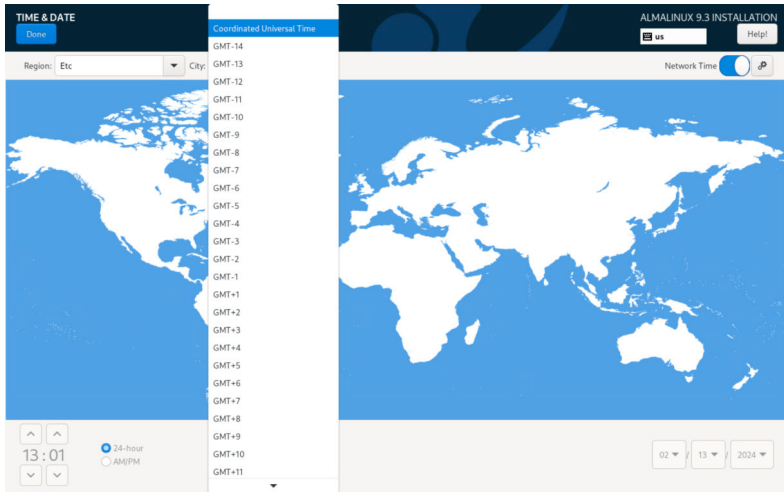 TIME & DATE
ALMALINUX 9.3 INSTALLATION
Done
us
Help!
Region: Etc
City:
Network Time
Coordinated Universal Time
GMT-14
GMT-13
GMT-12
GMT-11
GMT-10
GMT-9
GMT-8
GMT-7
GMT-6
GMT-5
GMT-4
GMT-3
GMT-2
GMT-1
GMT+1
GMT+2
GMT+3
GMT+4
GMT+5
GMT+6
GMT+7
GMT+8
GMT+9
GMT+10
GMT+11
13:01
24-hour
AM/PM
02 / 13 / 2024